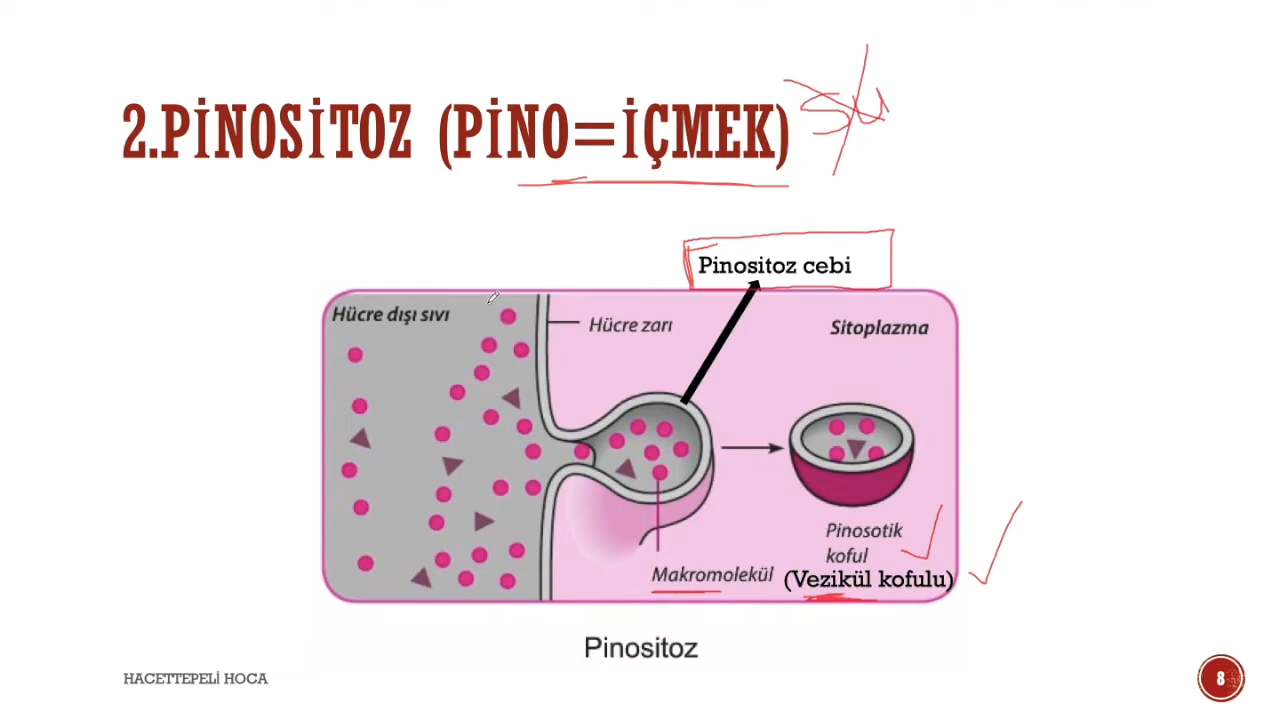 2.PİNOSİTOZ (PİNO=İÇMEK)
su
Pinositoz cebi
Hücre dışı sıvı
Hücre zarı
Sitoplazma
Pinosotik
koful
Makromolekül
(Vezikül kofulu)
Pinositoz
HACETTEPELİ HOCA
8